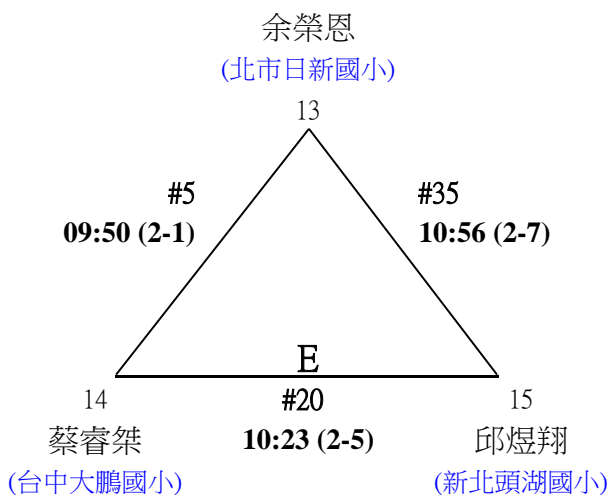 余榮恩
(北市日新國小)
13
#5
#35
09:50 (2-1)
10:56 (2-7)
E
14
#20
15
蔡睿桀
10:23 (2-5)
邱煜翔
(台中大鵬國小)
(新北頭湖國小)